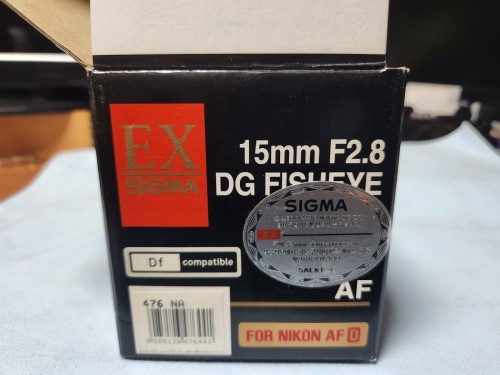 EX
SIGMA
15mm F2.8
DG FISHEYE
SIGMA
Df compatible
AF
476 NA
FOR NIKON AF D